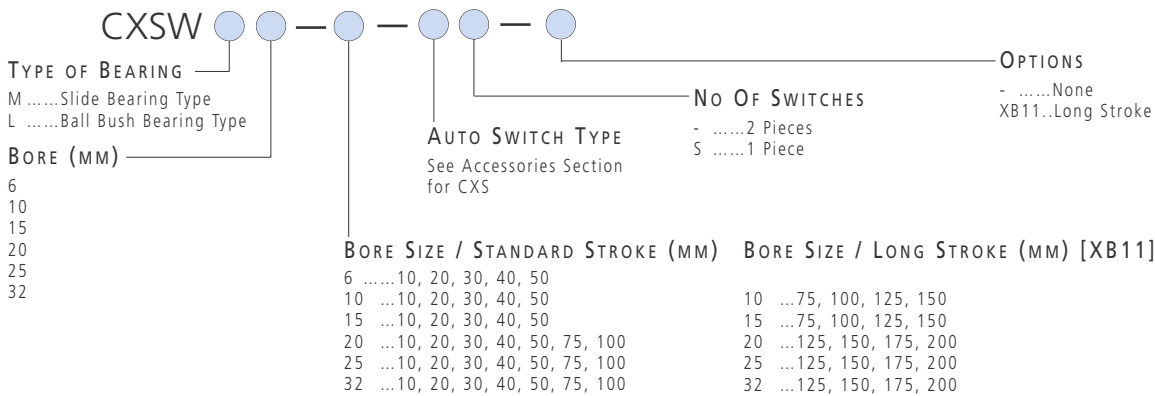 CXSW — — —
TYPE OF BEARING
M ......Slide Bearing Type
L ......Ball Bush Bearing Type
BORE (MM)
6
10
15
20
25
32
AUTO SWITCH TYPE
See Accessories Section
for CXS
NO OF SWITCHES
- ......2 Pieces
S ......1 Piece
OPTIONS
- ......None
XB11..Long Stroke
BORE SIZE / STANDARD STROKE (MM)
6 ......10, 20, 30, 40, 50
10 ...10, 20, 30, 40, 50
15 ...10, 20, 30, 40, 50
20 ...10, 20, 30, 40, 50, 75, 100
25 ...10, 20, 30, 40, 50, 75, 100
32 ...10, 20, 30, 40, 50, 75, 100
BORE SIZE / LONG STROKE (MM) [XB11]
10 ...75, 100, 125, 150
15 ...75, 100, 125, 150
20 ...125, 150, 175, 200
25 ...125, 150, 175, 200
32 ...125, 150, 175, 200